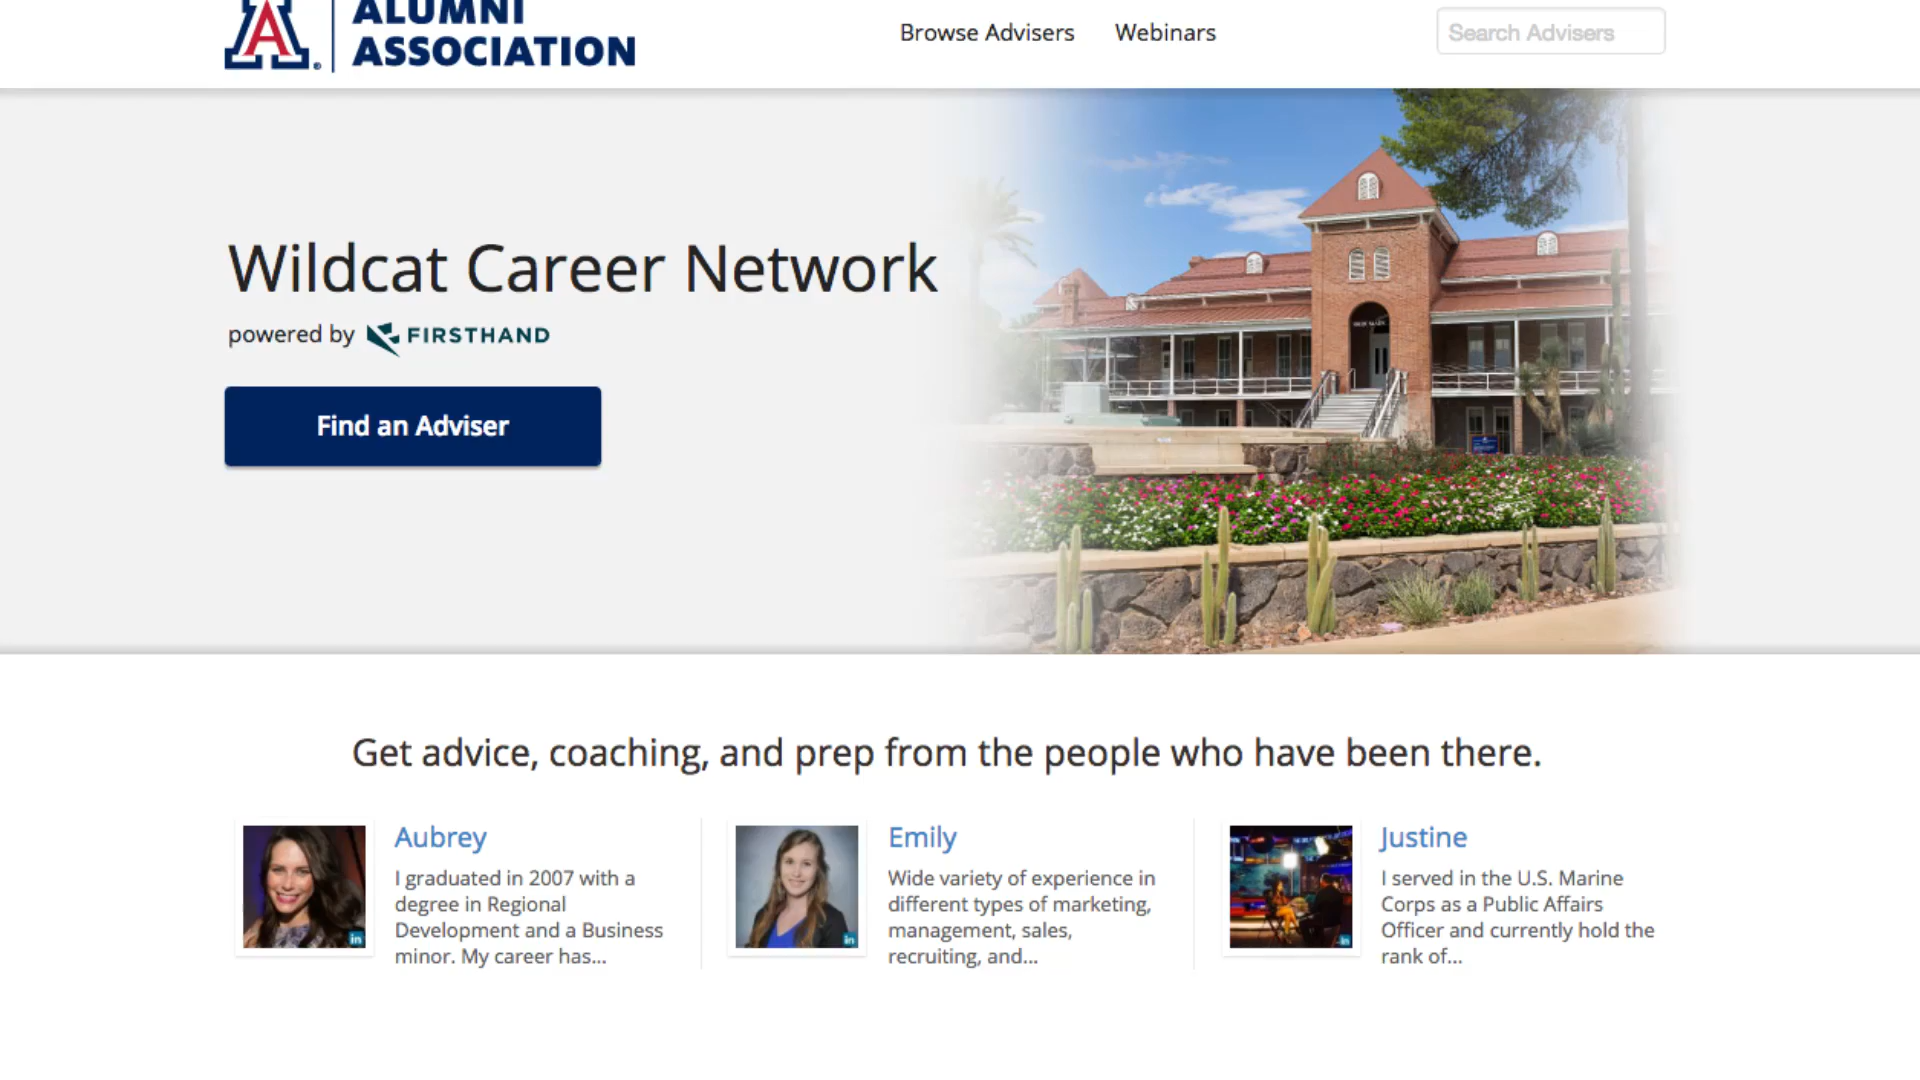 ALUMNI
ASSOCIATION
Browse Advisers
Webinars
Search Advisers
Wildcat Career Network
powered by FIRSTHAND
Find an Adviser
Get advice, coaching, and prep from the people who have been there.
Aubrey
I graduated in 2007 with a
degree in Regional
Development and a Business
minor. My career has...
Emily
Wide variety of experience in
different types of marketing,
management, sales,
recruiting, and...
Justine
I served in the U.S. Marine
Corps as a Public Affairs
Officer and currently hold the
rank of...
A
in
in
in